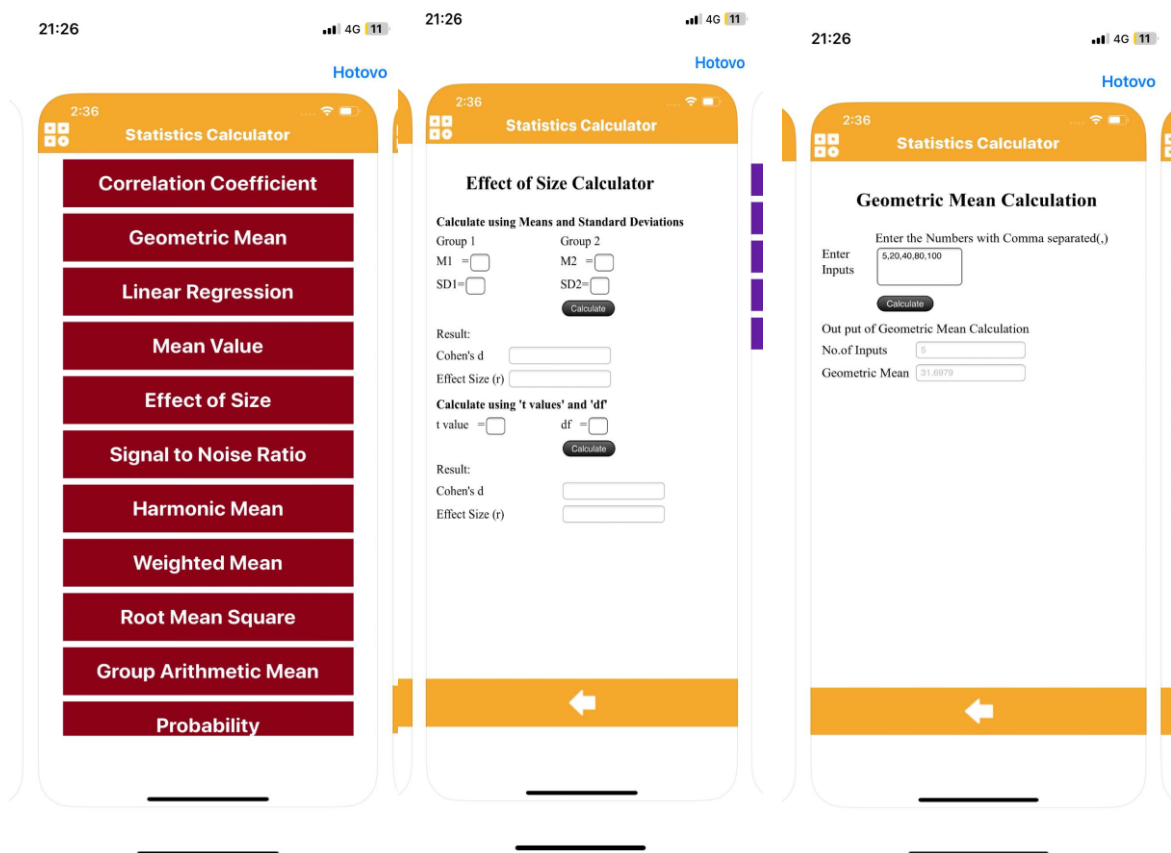 21:26
4G 11
Hotovo
2:36
Statistics Calculator
Correlation Coefficient
Geometric Mean
Linear Regression
Mean Value
Effect of Size
Signal to Noise Ratio
Harmonic Mean
Weighted Mean
Root Mean Square
Group Arithmetic Mean
Probability
21:26
4G 11
Hotovo
2:36
Statistics Calculator
Effect of Size Calculator
Calculate using Means and Standard Deviations
Group 1 Group 2
M1 = M2 =
SD1= SD2=
Calculate
Result:
Cohen's d
Effect Size (r)
Calculate using 't values' and 'df'
t value = df =
Calculate
Result:
Cohen's d
Effect Size (r)
21:26
4G 11
Hotovo
2:36
Statistics Calculator
Geometric Mean Calculation
Enter the Numbers with Comma separated(,)
Enter Inputs
5,20,40,80,100
Calculate
Out put of Geometric Mean Calculation
No.of Inputs 5
Geometric Mean 31.6979